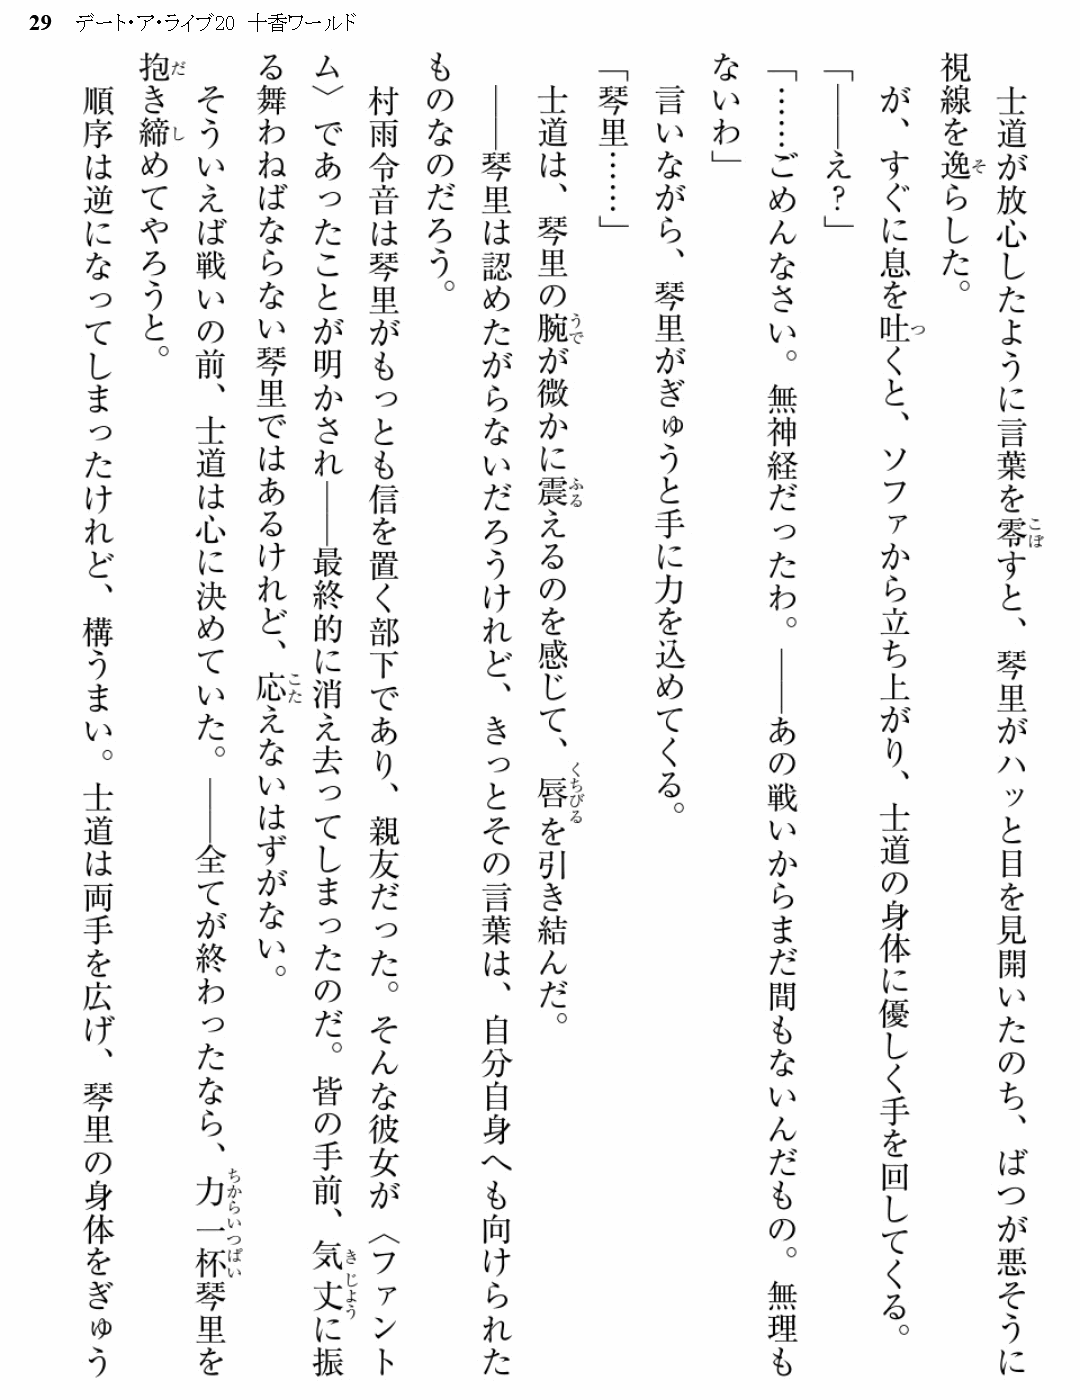 29 デート・ア・ライブ20 十香ワールド
　士道が放心したように言葉を零すと、琴里がハッと目を見開いたのち、ばつが悪そうに
視線を逸らした。
　が、すぐに息を吐くと、ソファから立ち上がり、士道の身体に優しく手を回してくる。
「――え？」
「……ごめんなさい。無神経だったわ。――あの戦いからまだ間もないんだもの。無理も
ないわ」
　言いながら、琴里がぎゅうと手に力を込めてくる。
「琴里……」
　士道は、琴里の腕が微かに震えるのを感じて、唇を引き結んだ。
　――琴里は認めたがらないだろうけれど、きっとその言葉は、自分自身へも向けられた
ものなのだろう。
　村雨令音は琴里がもっとも信を置く部下であり、親友だった。そんな彼女が〈ファント
ム〉であったことが明かされ――最終的に消え去ってしまったのだ。皆の手前、気丈に振
る舞わねばならない琴里ではあるけれど、応えないはずがない。
　そういえば戦いの前、士道は心に決めていた。――全てが終わったなら、力一杯琴里を
抱き締めてやろうと。
　順序は逆になってしまったけれど、構うまい。士道は両手を広げ、琴里の身体をぎゅう